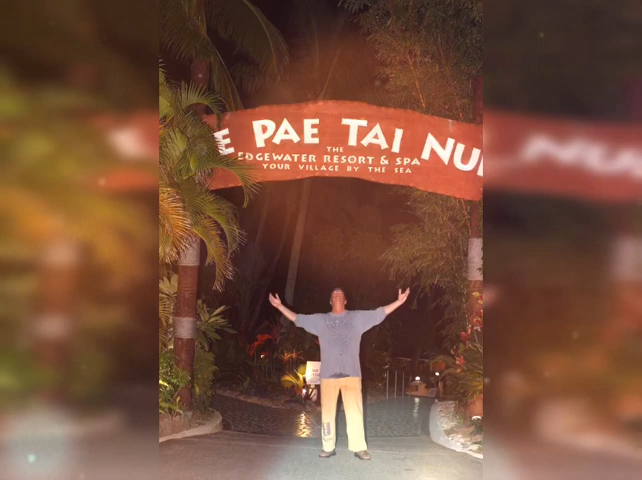 E PAE TAI NU
THE
EDGEWATER RESORT & SPA
YOUR VILLAGE BY THE SEA